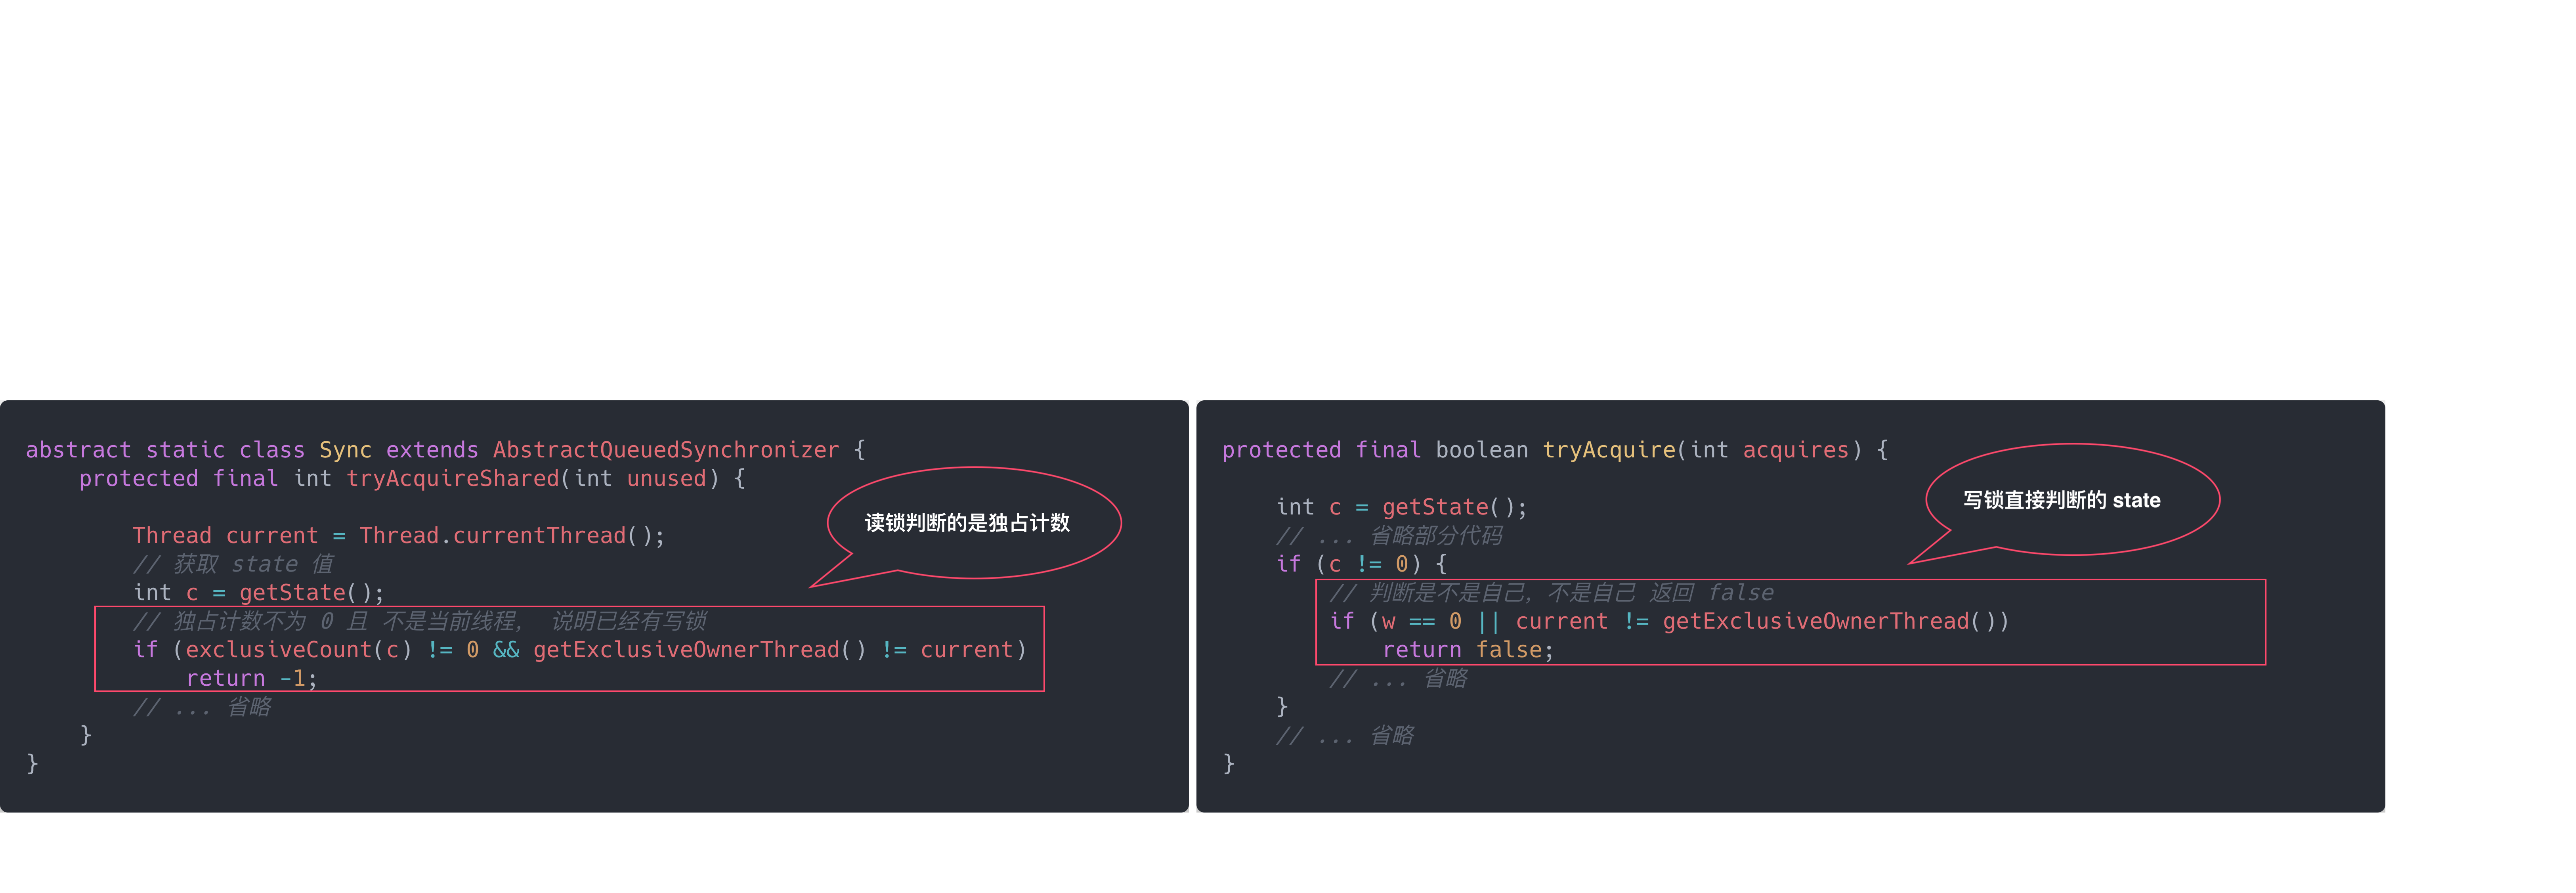 abstract static class Sync extends AbstractQueuedSynchronizer {
protected final int tryAcquireShared(int unused) {
读锁判断的是独占计数
Thread current = Thread.currentThread();
// 获取 state 值
int c = getState();
// 独占计数不为 0 且 不是当前线程， 说明已经有写锁
if (exclusiveCount(c) != 0 && getExclusiveOwnerThread() != current)
return -1;
// ... 省略
}
}
protected final boolean tryAcquire(int acquires) {
写锁直接判断的 state
int c = getState();
// ... 省略部分代码
if (c != 0) {
// 判断是不是自己，不是自己 返回 false
if (w == 0 || current != getExclusiveOwnerThread())
return false;
// ... 省略
}
// ... 省略
}